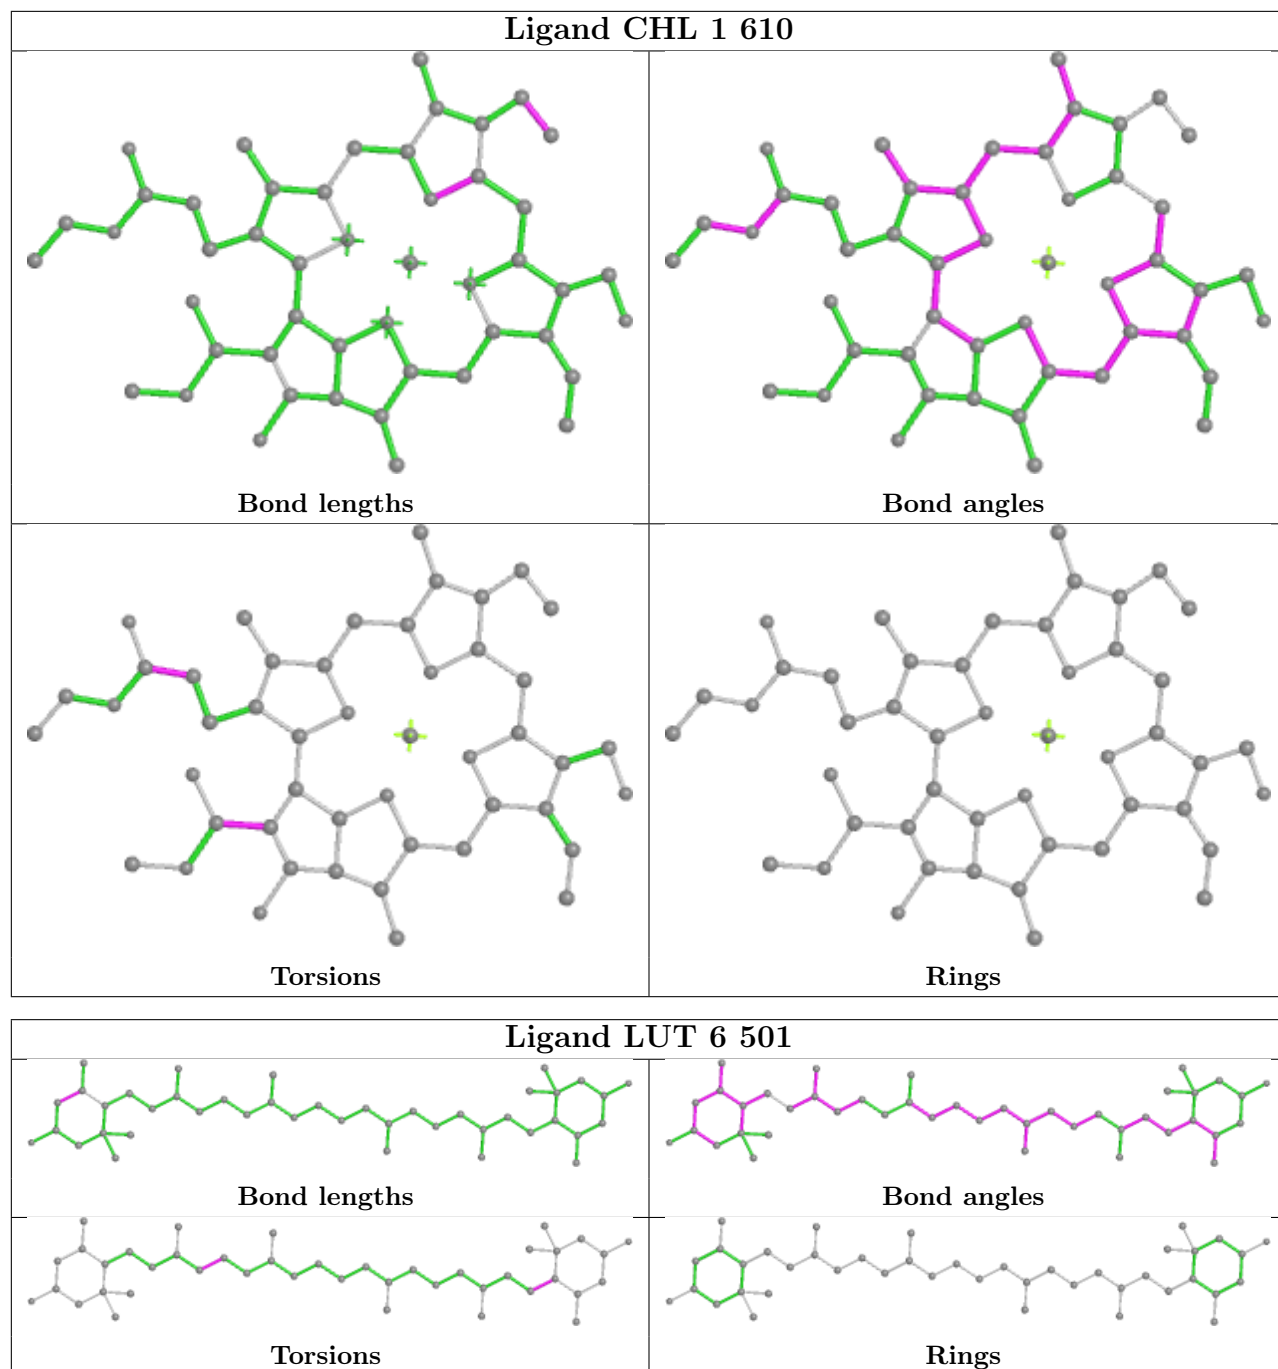 Ligand CHL 1 610
Bond lengths
Bond angles
Torsions
Rings
Ligand LUT 6 501
Bond lengths
Bond angles
Torsions
Rings